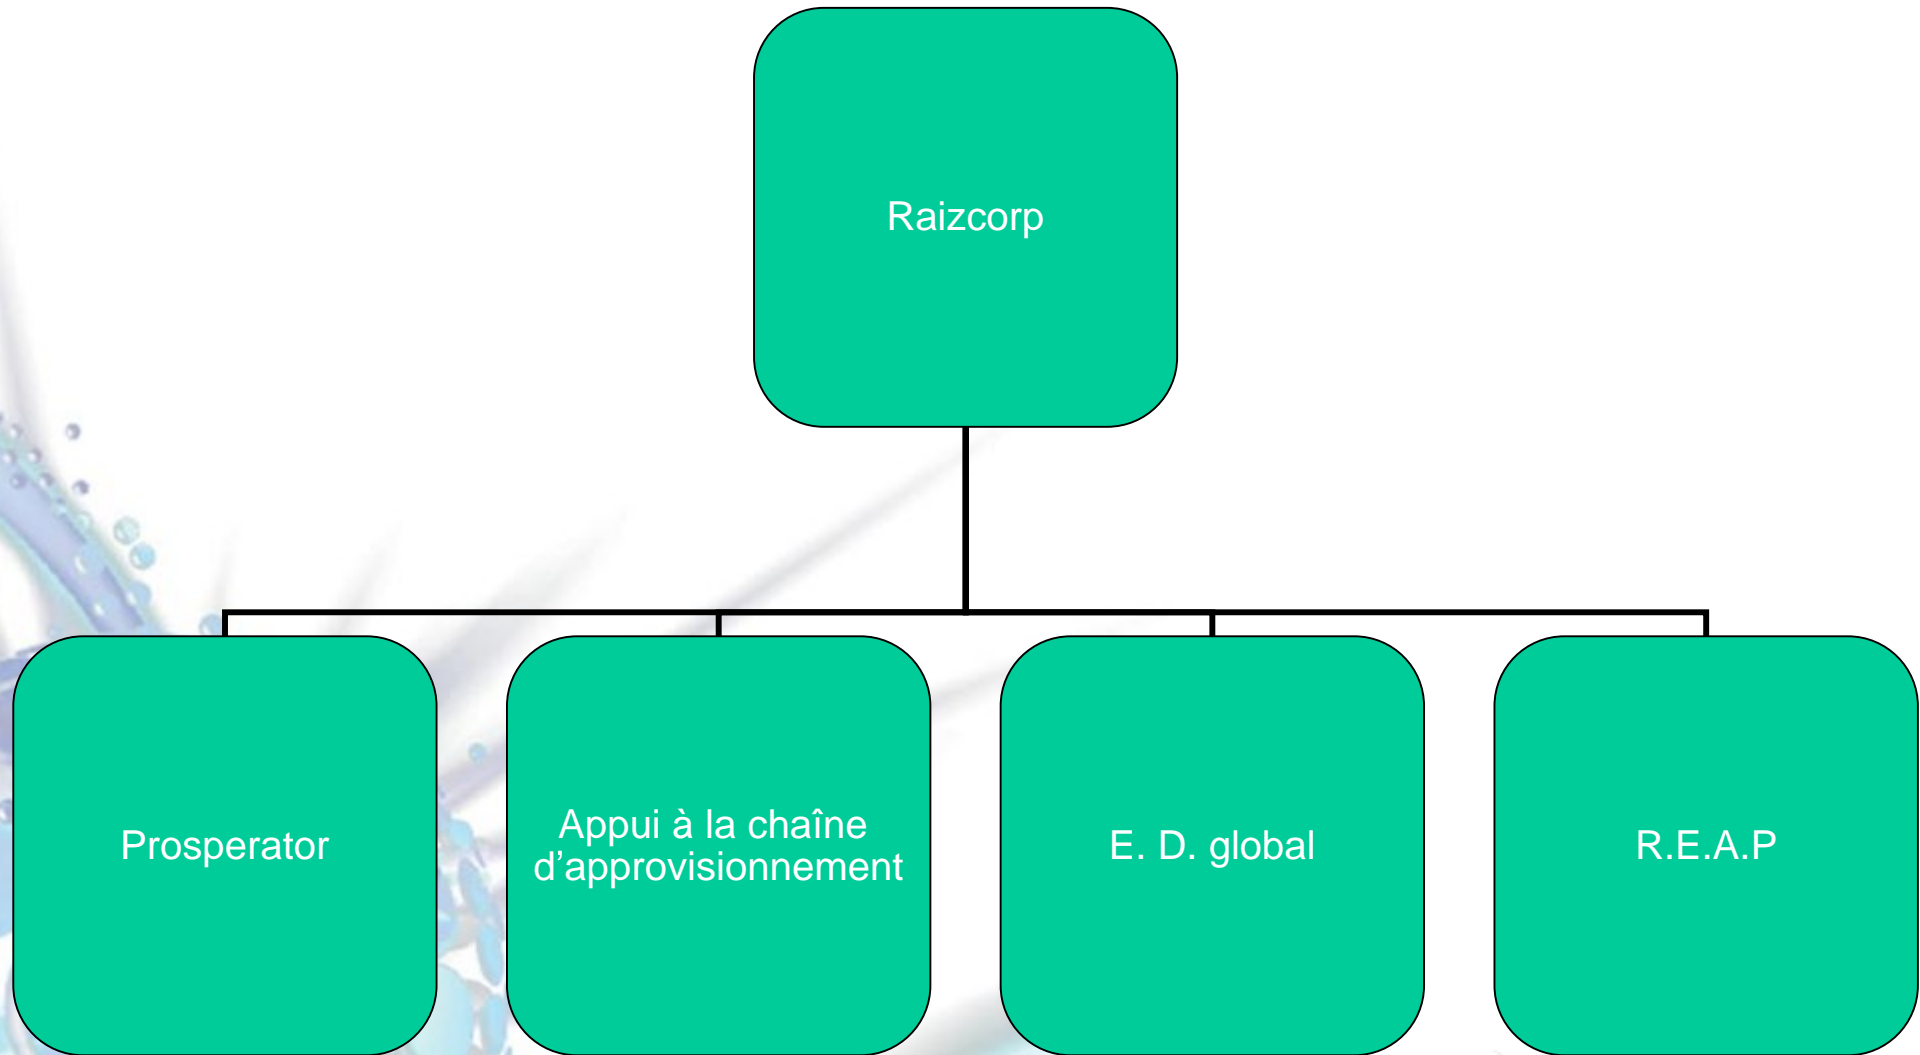 Raizcorp
Prosperator
Appui à la chaîne
d’approvisionnement
E. D. global
R.E.A.P